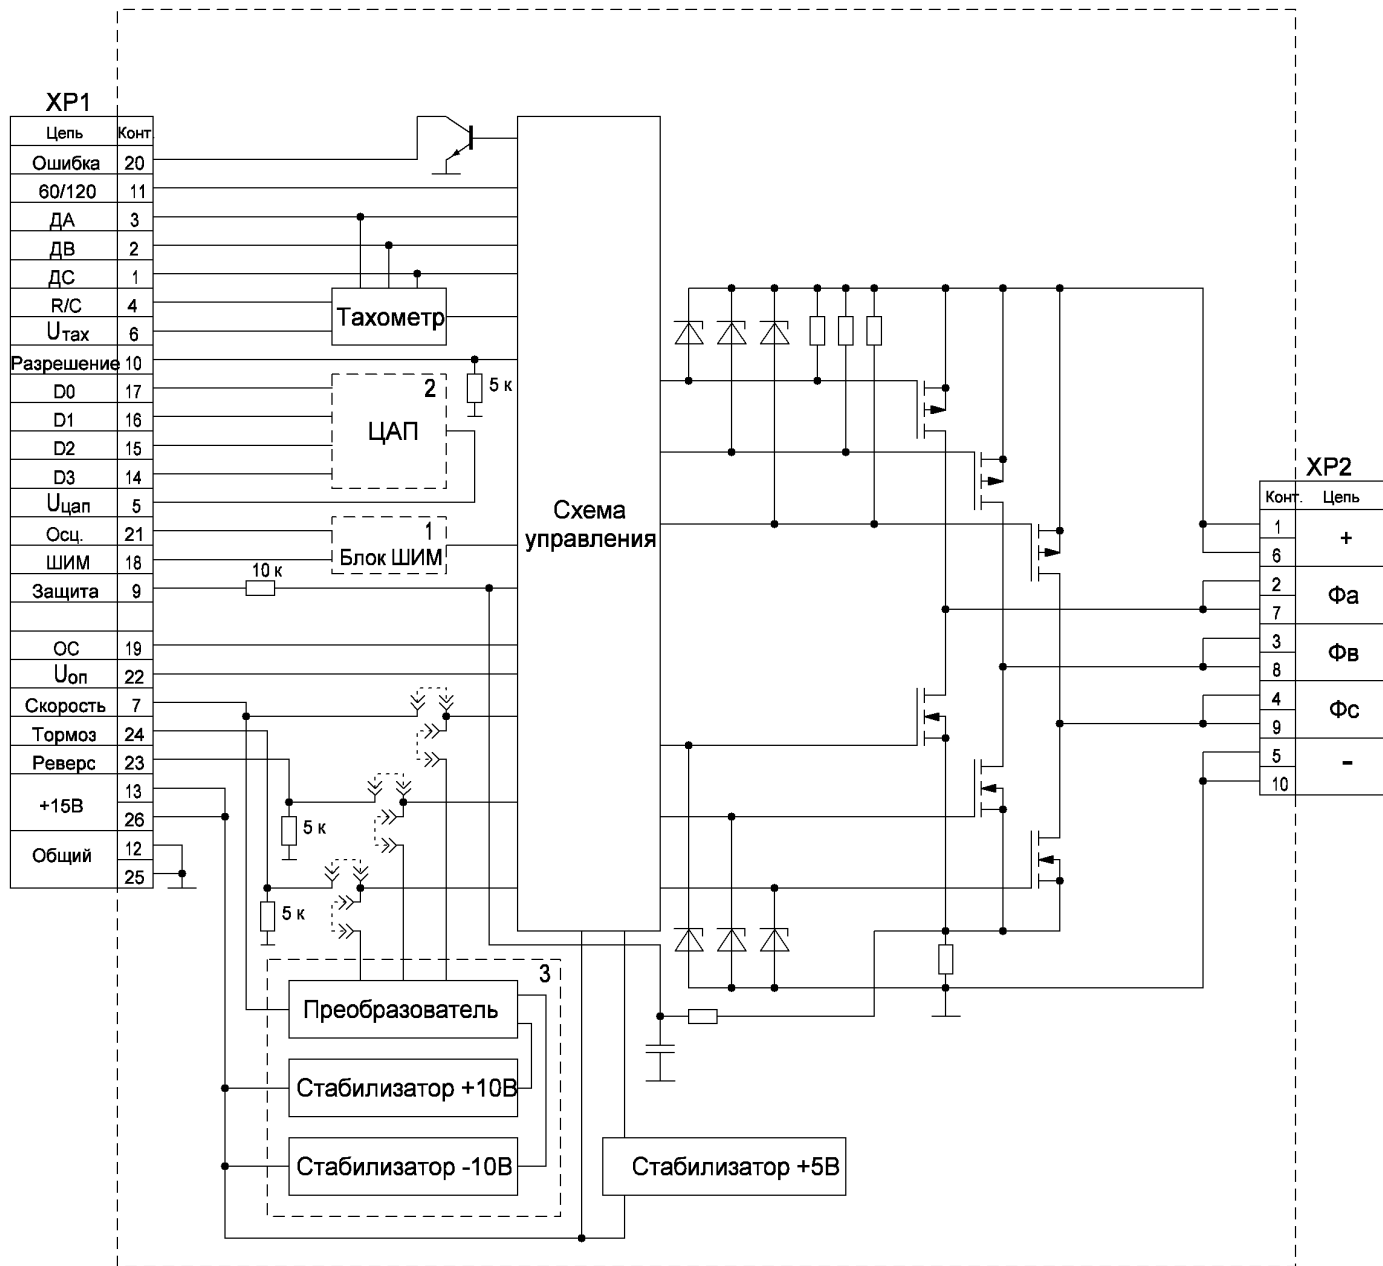 XP1
Цепь Конт.
Ошибка 20
60/120 11
ДА 3
ДВ 2
ДС 1
R/C 4
Uтах 6
Разрешение 10
D0 17
D1 16
D2 15
D3 14
Uцап 5
Осц. 21
ШИМ 18
Защита 9
ОС 19
Uоп 22
Скорость 7
Тормоз 24
Реверс 23
+15В 13
26
Общий 12
25
Тахометр
5 к
2
ЦАП
1
Блок ШИМ
10 к
Схема
управления
5 к
5 к
3
Преобразователь
Стабилизатор +10В
Стабилизатор -10В
Стабилизатор +5В
XP2
Конт. Цепь
1
+
6
2
Фа
7
3
Фв
8
4
Фс
9
5
-
10